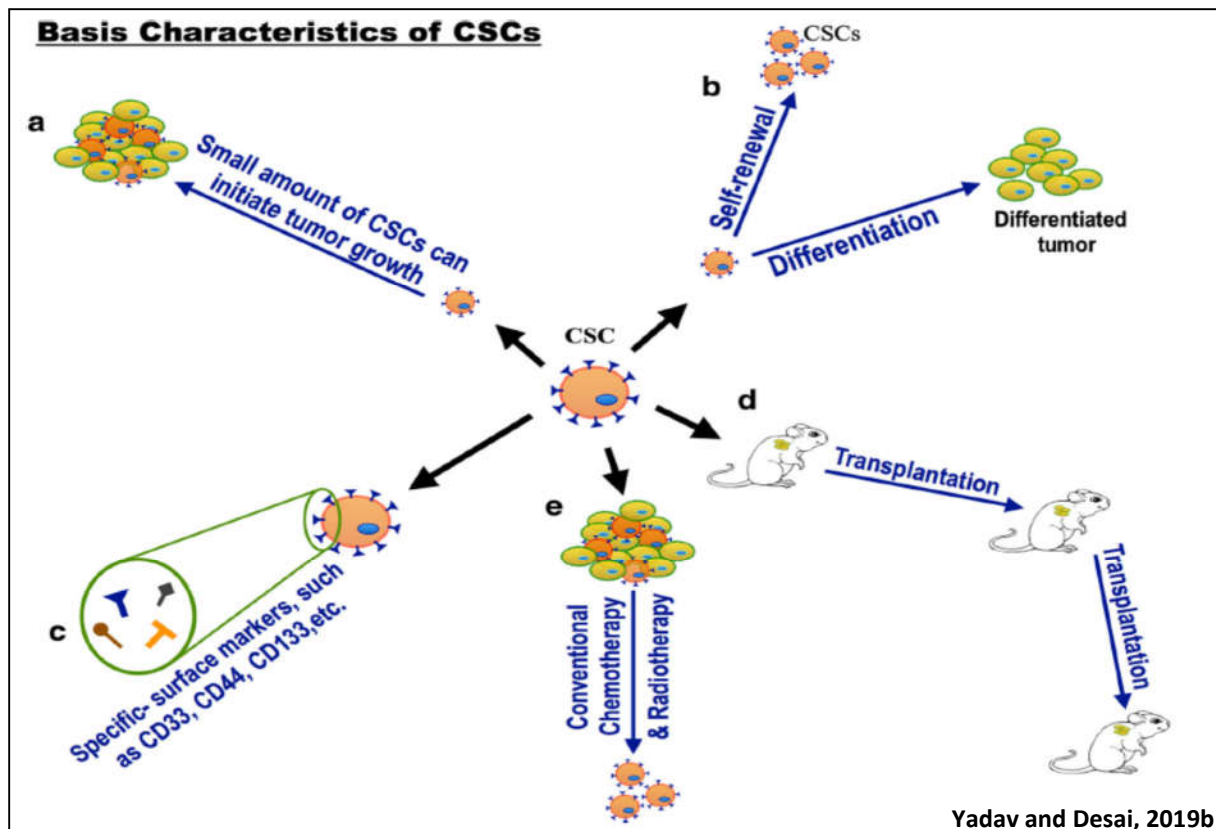 Basis Characteristics of CSCs
a
Small amount of CSCs can
initiate tumor growth
b
CSCs
Self-renewal
Differentiation
Differentiated
tumor
CSC
c
Specific- surface markers, such
as CD33, CD44, CD133,etc.
d
Transplantation
Transplantation
e
Conventional
Chemotherapy
& Radiotherapy
Yadav and Desai, 2019b